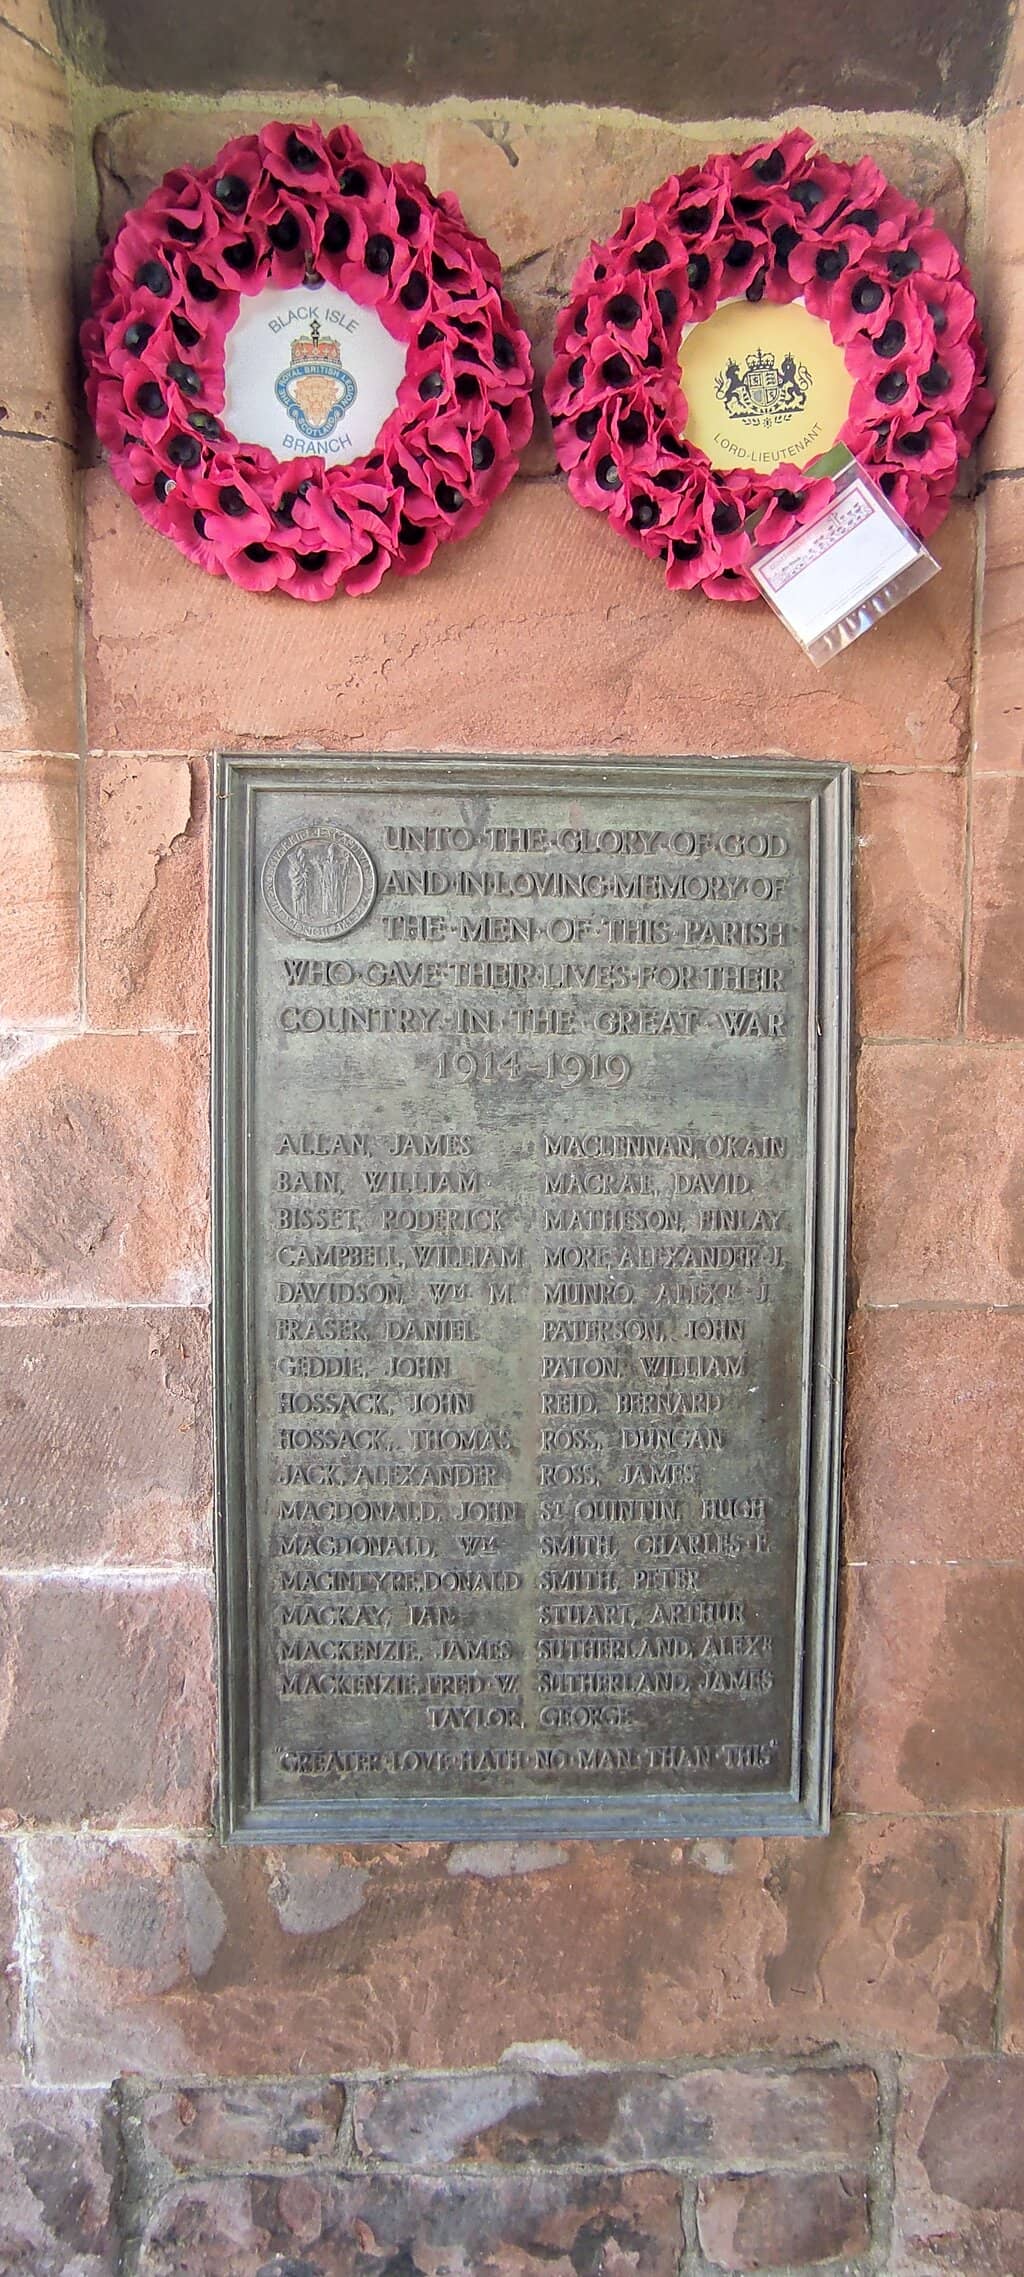 BLACK ISLE
THE ROYAL BRITISH LEGION
SCOTLAND
BRANCH
LORD-LIEUTENANT
UNTO·THE·GLORY·OF·GOD
AND·IN·LOVING·MEMORY·OF
THE·MEN·OF·THIS·PARISH
WHO·GAVE·THEIR·LIVES·FOR·THEIR
COUNTRY·IN·THE·GREAT·WAR
1914-1919
ALLAN, JAMES
BAIN, WILLIAM
BISSET, RODERICK
CAMPBELL, WILLIAM
DAVIDSON, WM M.
FRASER, DANIEL
GEDDIE, JOHN
HOSSACK, JOHN
HOSSACK, THOMAS
JACK, ALEXANDER
MACDONALD, JOHN
MACDONALD, WM
MACINTYRE, DONALD
MACKAY, IAN
MACKENZIE, JAMES
MACKENZIE, FRED·W.
MACLENNAN, OKAIN
MACRAE, DAVID
MATHESON, FINLAY
MORE, ALEXANDER·J.
MUNRO, ALEXR J.
PATERSON, JOHN
PATON, WILLIAM
REID, BERNARD
ROSS, DUNCAN
ROSS, JAMES
ST QUINTIN, HUGH
SMITH, CHARLES·F.
SMITH, PETER
STUART, ARTHUR
SUTHERLAND, ALEXR
SUTHERLAND, JAMES
TAYLOR, GEORGE
"GREATER·LOVE·HATH·NO·MAN·THAN·THIS"